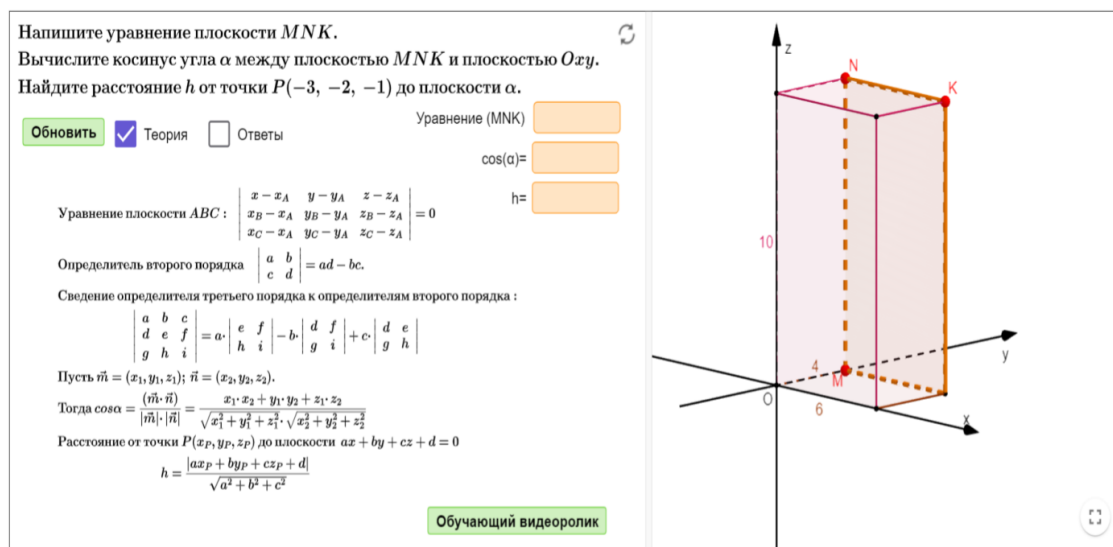 Напишите уравнение плоскости MNK.
Вычислите косинус угла α между плоскостью MNK и плоскостью Oxy.
Найдите расстояние h от точки P(−3, −2, −1) до плоскости α.
Обновить Теория Ответы
Уравнение (MNK)
cos(α)=
h=
Уравнение плоскости ABC : | x − x_A y − y_A z − z_A |
| x_B − x_A y_B − y_A z_B − z_A | = 0
| x_C − x_A y_C − y_A z_C − z_A |
Определитель второго порядка | a b |
| c d | = ad − bc.
Сведение определителя третьего порядка к определителям второго порядка :
| a b c |
| d e f | = a· | e f | − b· | d f | + c· | d e |
| g h i | | h i | | g i | | g h |
Пусть m⃗ = (x₁, y₁, z₁); n⃗ = (x₂, y₂, z₂).
Тогда cosα = (m⃗·n⃗) / |m⃗|·|n⃗| = x₁·x₂ + y₁·y₂ + z₁·z₂ / √(x₁² + y₁² + z₁²)·√(x₂² + y₂² + z₂²)
Расстояние от точки P(x_P, y_P, z_P) до плоскости ax + by + cz + d = 0
h = |ax_P + by_P + cz_P + d| / √(a² + b² + c²)
Обучающий видеоролик
z
N
K
10
y
4
M
O
6
x